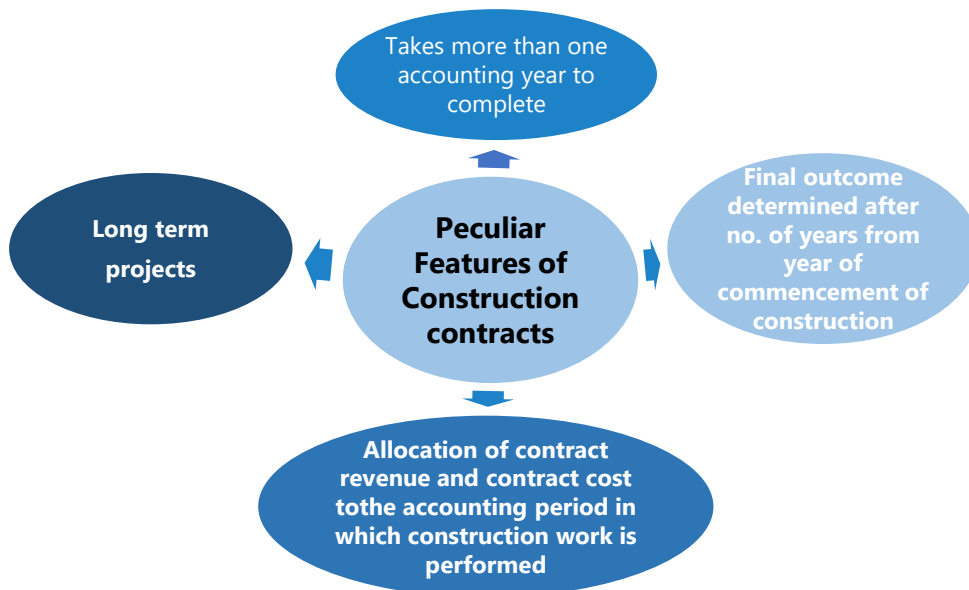 Takes more than one
accounting year to
complete
Long term
projects
Peculiar
Features of
Construction
contracts
Final outcome
determined after
no. of years from
year of
commencement of
construction
Allocation of contract
revenue and contract cost
tothe accounting period in
which construction work is
performed